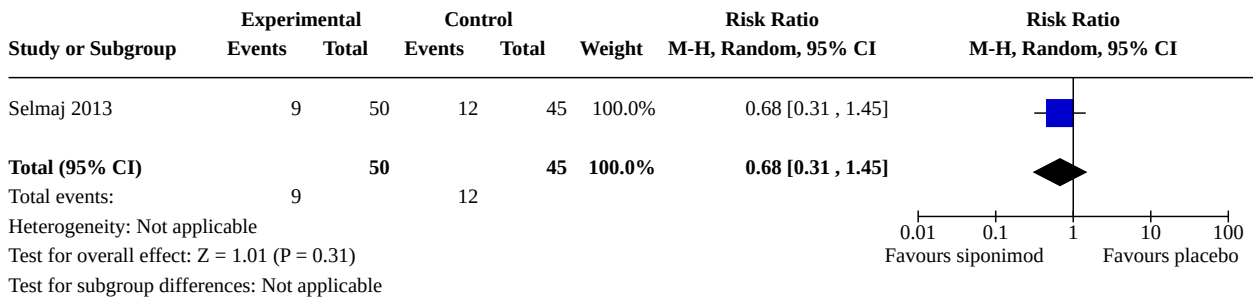 Experimental Control Risk Ratio Risk Ratio
Study or Subgroup Events Total Events Total Weight M-H, Random, 95% CI M-H, Random, 95% CI
Selmaj 2013 9 50 12 45 100.0% 0.68 [0.31 , 1.45]
Total (95% CI) 50 45 100.0% 0.68 [0.31 , 1.45]
Total events: 9 12
Heterogeneity: Not applicable
0.01 0.1 1 10 100
Test for overall effect: Z = 1.01 (P = 0.31) Favours siponimod Favours placebo
Test for subgroup differences: Not applicable